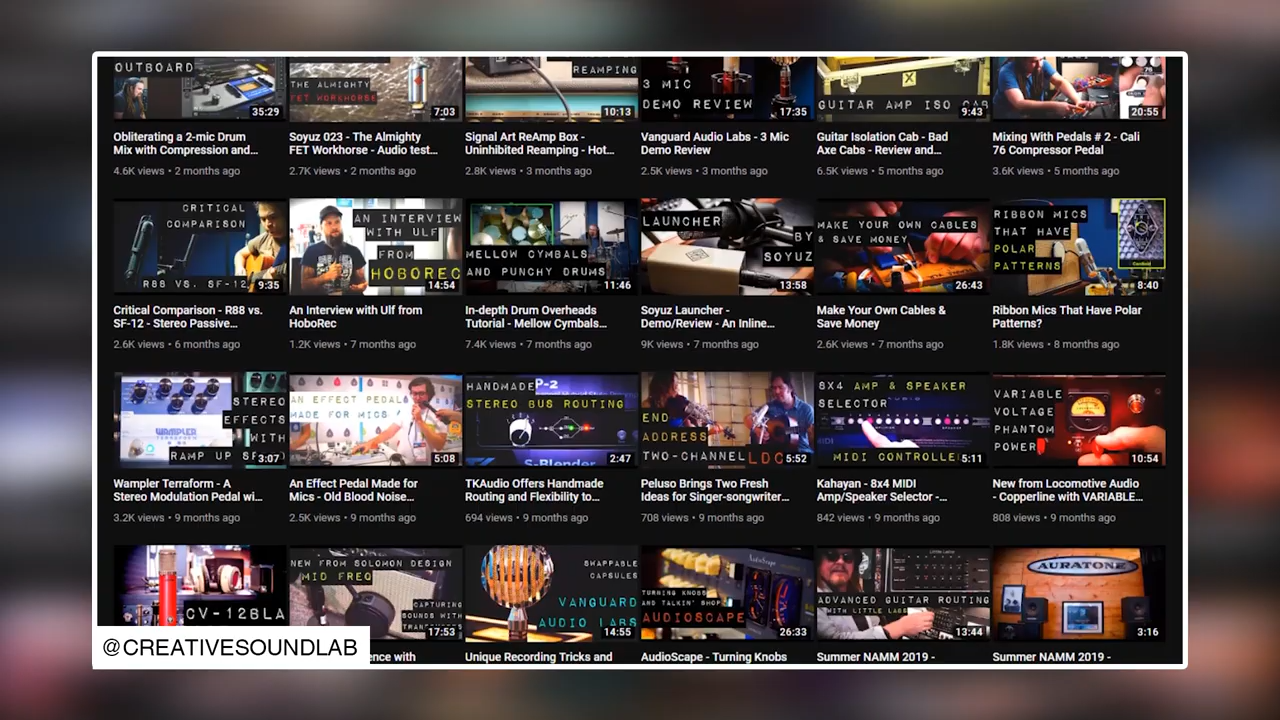 OUTBOARD
35:29
THE ALMIGHTY
FET WORKHORSE
7:03
REAMPING
10:13
3 MIC
DEMO REVIEW
17:35
GUITAR AMP ISO CAB
9:43
20:55
Obliterating a 2-mic Drum
Mix with Compression and...
4.6K views • 2 months ago
Soyuz 023 - The Almighty
FET Workhorse - Audio test...
2.7K views • 2 months ago
Signal Art ReAmp Box -
Uninhibited Reamping - Hot...
2.8K views • 3 months ago
Vanguard Audio Labs - 3 Mic
Demo Review
2.5K views • 3 months ago
Guitar Isolation Cab - Bad
Axe Cabs - Review and...
6.5K views • 5 months ago
Mixing With Pedals # 2 - Cali
76 Compressor Pedal
3.6K views • 5 months ago
CRITICAL
COMPARISON
R88 VS. SF-12
9:35
AN INTERVIEW
WITH ULF
FROM
HOBOREC
14:54
MELLOW CYMBALS
AND PUNCHY DRUMS
11:46
LAUNCHER
BY
SOYUZ
13:58
MAKE YOUR OWN CABLES
& SAVE MONEY
26:43
RIBBON MICS
THAT HAVE
POLAR
PATTERNS
8:40
Critical Comparison - R88 vs.
SF-12 - Stereo Passive...
2.6K views • 6 months ago
An Interview with Ulf from
HoboRec
1.2K views • 7 months ago
In-depth Drum Overheads
Tutorial - Mellow Cymbals...
7.4K views • 7 months ago
Soyuz Launcher -
Demo/Review - An Inline...
9K views • 7 months ago
Make Your Own Cables &
Save Money
2.6K views • 7 months ago
Ribbon Mics That Have Polar
Patterns?
1.8K views • 8 months ago
STEREO
EFFECTS
WITH
WAMPLER
RAMP UP
3:07
AN EFFECT PEDAL
MADE FOR MICS
5:08
HANDMADE
P-2
STEREO BUS ROUTING
S-Blender
2:47
END
ADDRESS
TWO-CHANNEL LDC
5:52
8X4 AMP & SPEAKER
SELECTOR
MIDI
MIDI CONTROLLE
5:11
VARIABLE
VOLTAGE
PHANTOM
POWER
10:54
Wampler Terraform - A
Stereo Modulation Pedal wi...
3.2K views • 9 months ago
An Effect Pedal Made for
Mics - Old Blood Noise...
2.5K views • 9 months ago
TKAudio Offers Handmade
Routing and Flexibility to...
694 views • 9 months ago
Peluso Brings Two Fresh
Ideas for Singer-songwriter...
708 views • 9 months ago
Kahayan - 8x4 MIDI
Amp/Speaker Selector -...
842 views • 9 months ago
New from Locomotive Audio
- Copperline with VARIABLE...
808 views • 9 months ago
CV-12BLA
NEW FROM SOLOMON DESIGN
MID FREQ
CAPTURING
SOUNDS WITH
17:53
SWAPPABLE
CAPSULES
VANGUARD
AUDIO LABS
14:55
AudioScape
TURNING KNOBS
AND TALKIN' SHOP
AUDIOSCAPE
26:33
ADVANCED GUITAR ROUTING
WITH LITTLE LABS
13:44
AURATONE
3:16
@CREATIVESOUNDLAB
ence with
Unique Recording Tricks and
AudioScape - Turning Knobs
Summer NAMM 2019 -
Summer NAMM 2019 -